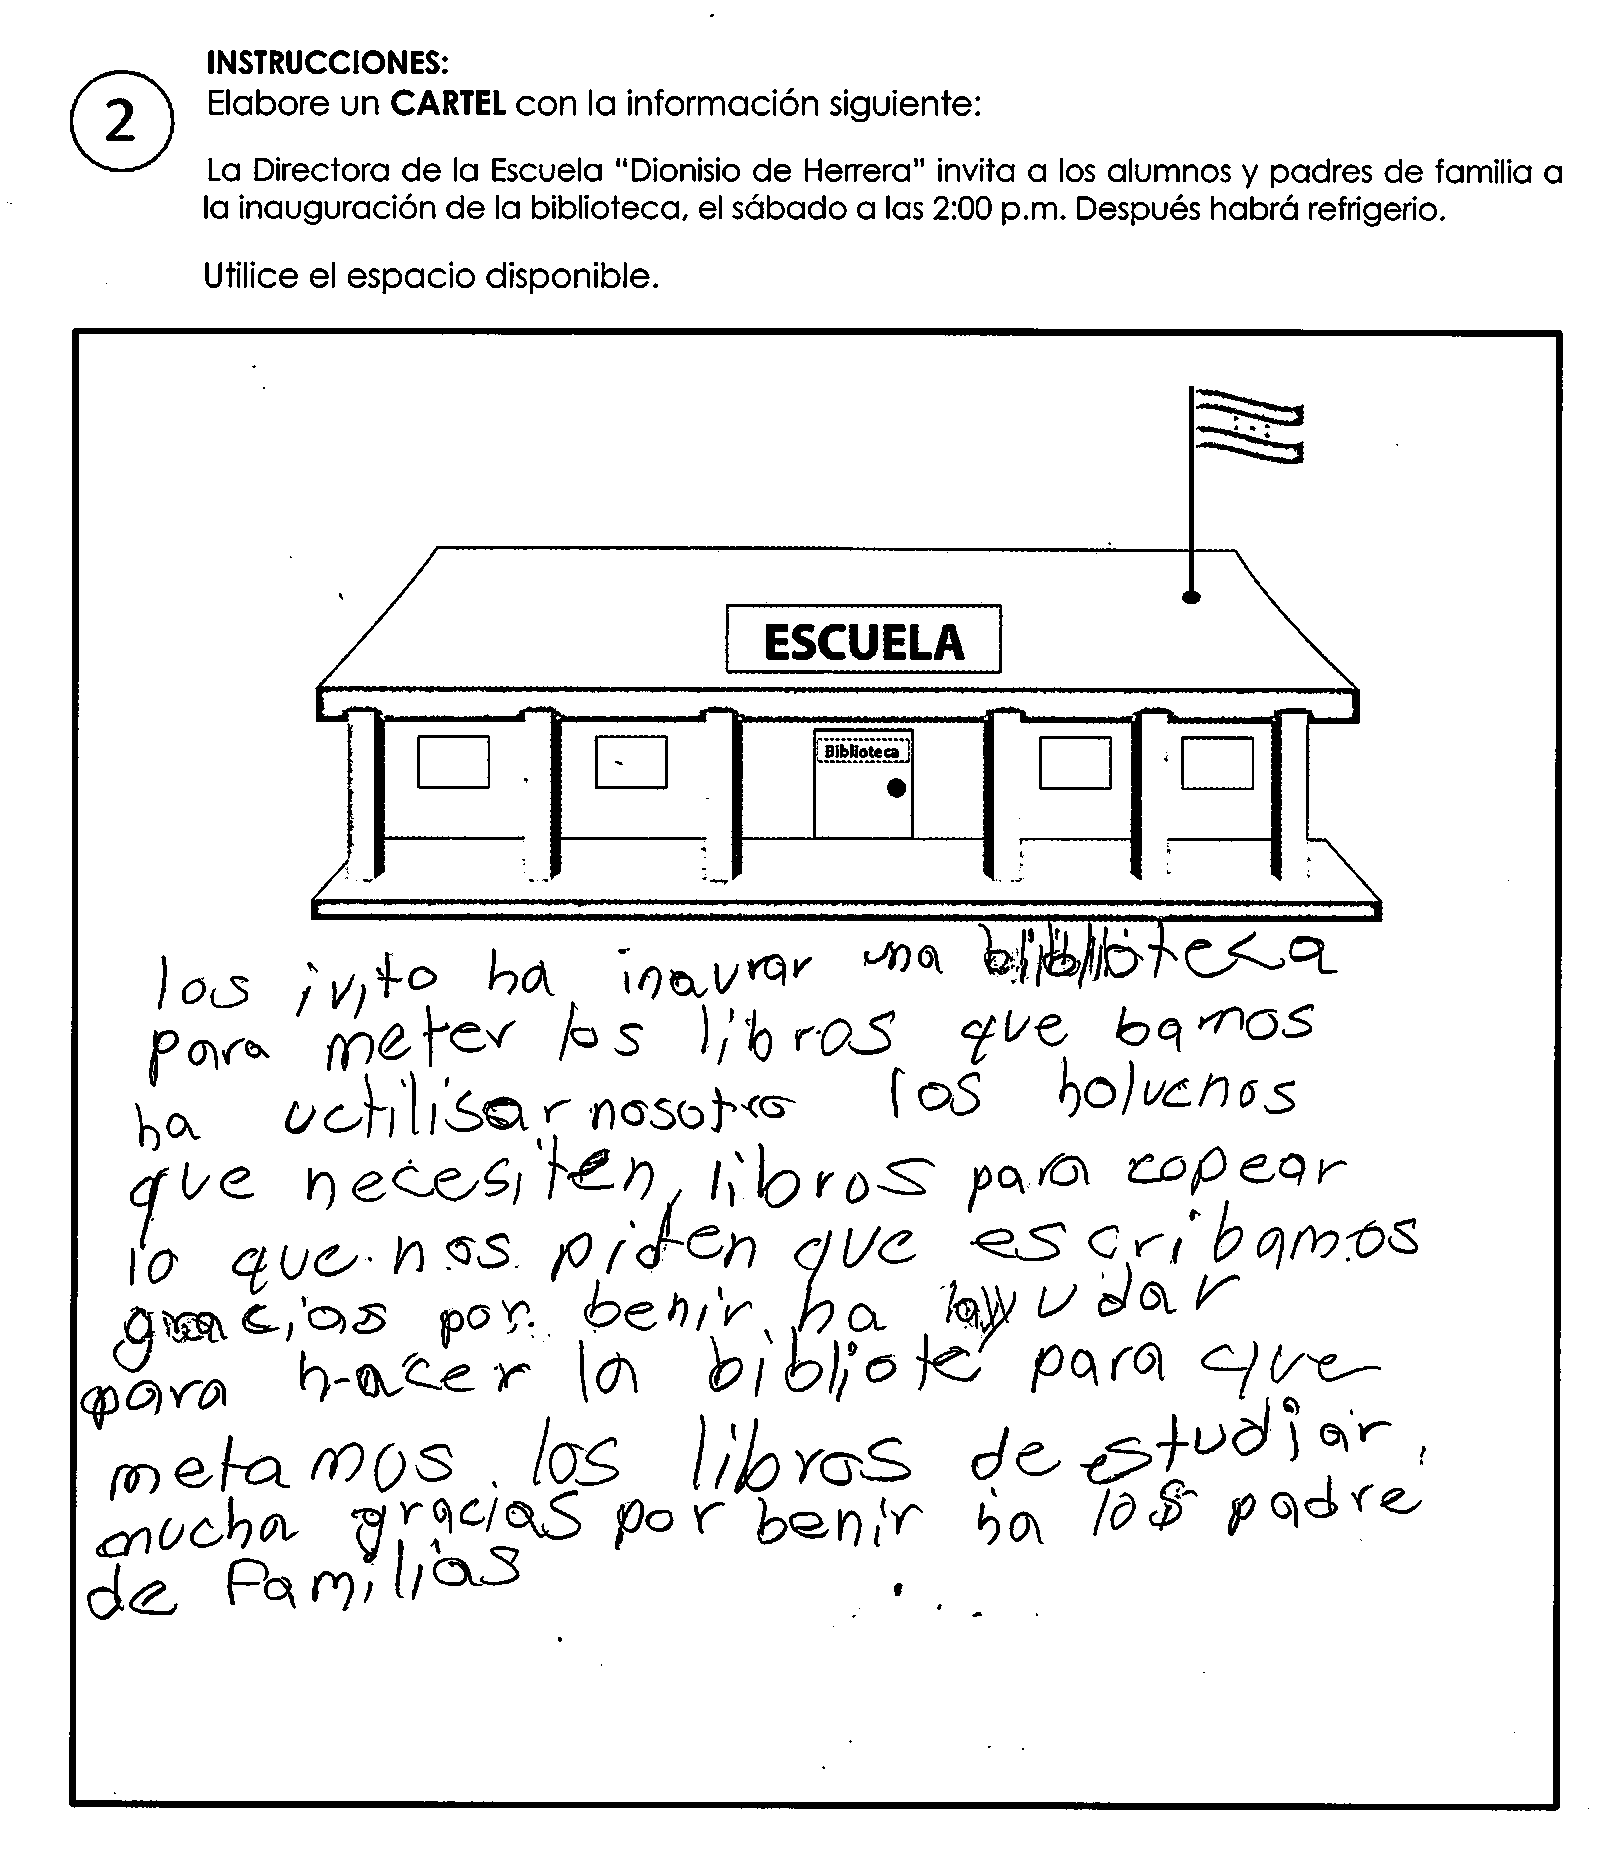 INSTRUCCIONES:
2
Elabore un CARTEL con la información siguiente:
La Directora de la Escuela "Dionisio de Herrera" invita a los alumnos y padres de familia a
la inauguración de la biblioteca, el sábado a las 2:00 p.m. Después habrá refrigerio.
Utilice el espacio disponible.
ESCUELA
Biblioteca
los ivito ha inaurar una biblioteca
para meter los libros que bamos
ha uctilisar nosotro los holucnos
que necesiten, libros para copear
lo que nos piden que escribamos
gracias por benir ha ayudar
para hacer la bibliote para que
metamos los libros de estudiar,
mucha gracias por benir ha los padre
de Familias